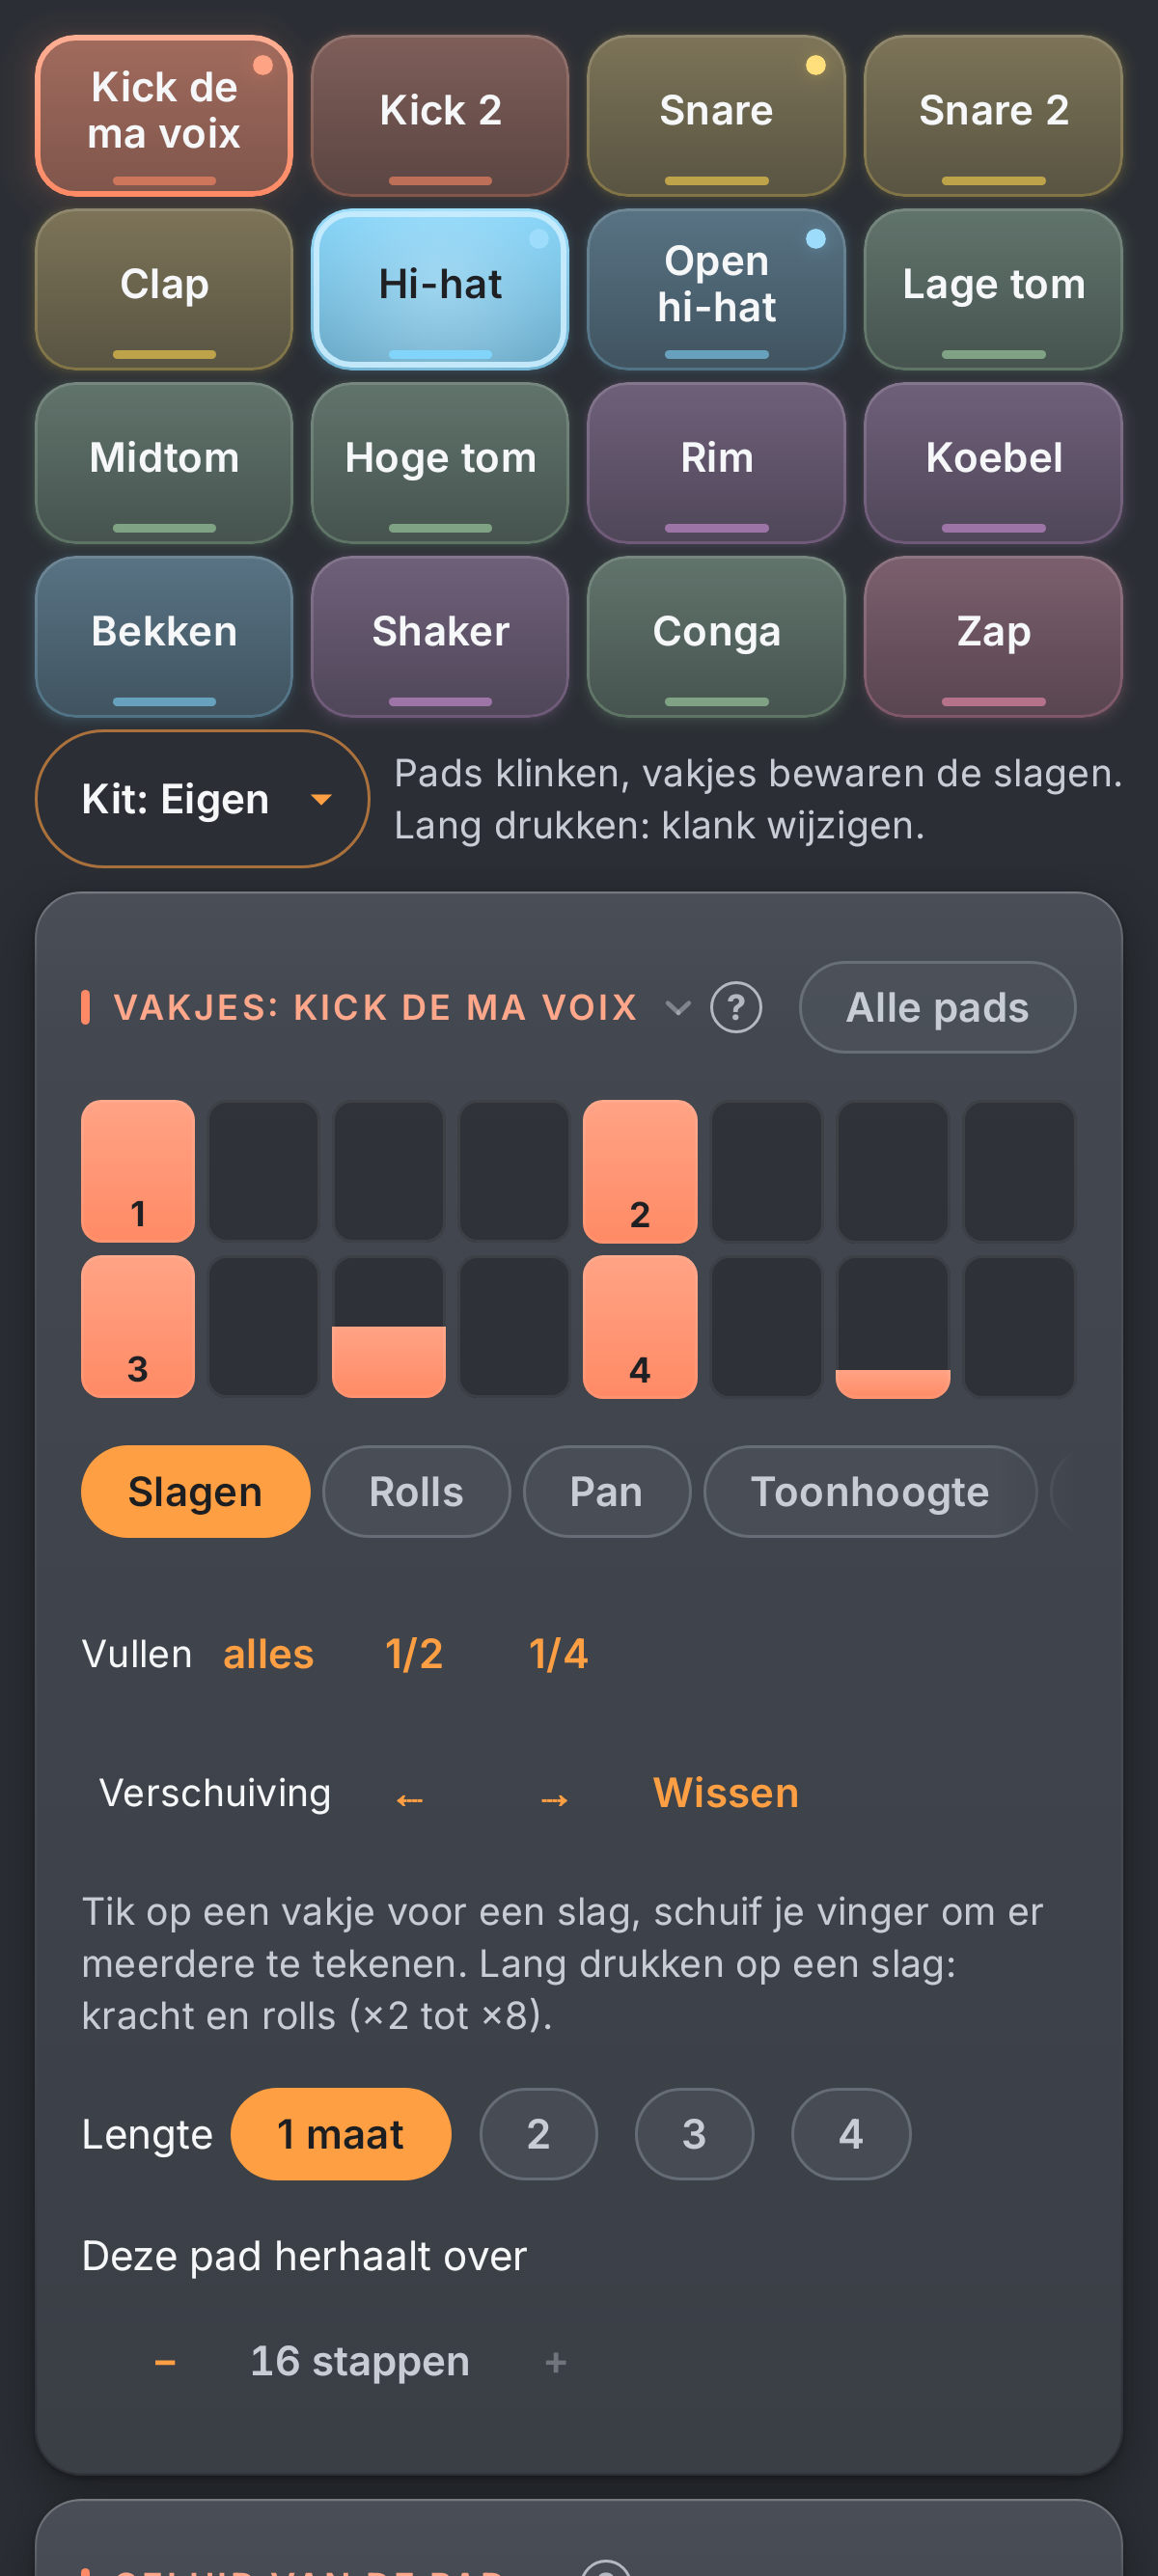 Kick de
ma voix
Kick 2
Snare
Snare 2
Clap
Hi-hat
Open
hi-hat
Lage tom
Midtom
Hoge tom
Rim
Koebel
Bekken
Shaker
Conga
Zap
Kit: Eigen
Pads klinken, vakjes bewaren de slagen.
Lang drukken: klank wijzigen.
VAKJES: KICK DE MA VOIX
?
Alle pads
1
2
3
4
Slagen
Rolls
Pan
Toonhoogte
Vullen alles 1/2 1/4
Verschuiving ← → Wissen
Tik op een vakje voor een slag, schuif je vinger om er
meerdere te tekenen. Lang drukken op een slag:
kracht en rolls (×2 tot ×8).
Lengte 1 maat 2 3 4
Deze pad herhaalt over
− 16 stappen +